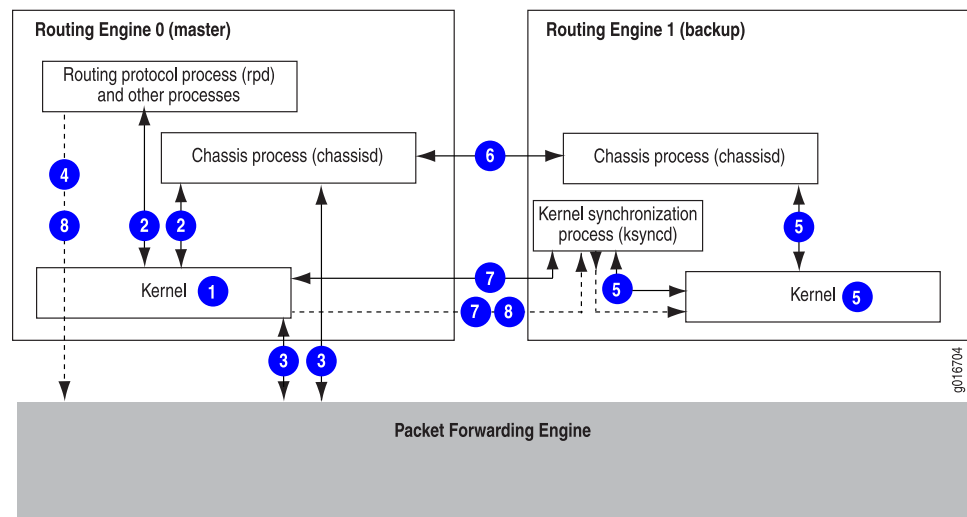 Routing Engine 0 (master)
Routing protocol process (rpd)
and other processes
Chassis process (chassisd)
4
8
2
2
Kernel 1
3
3
6
7
7
8
Routing Engine 1 (backup)
Chassis process (chassisd)
Kernel synchronization
process (ksyncd)
5
5
Kernel 5
g016704
Packet Forwarding Engine